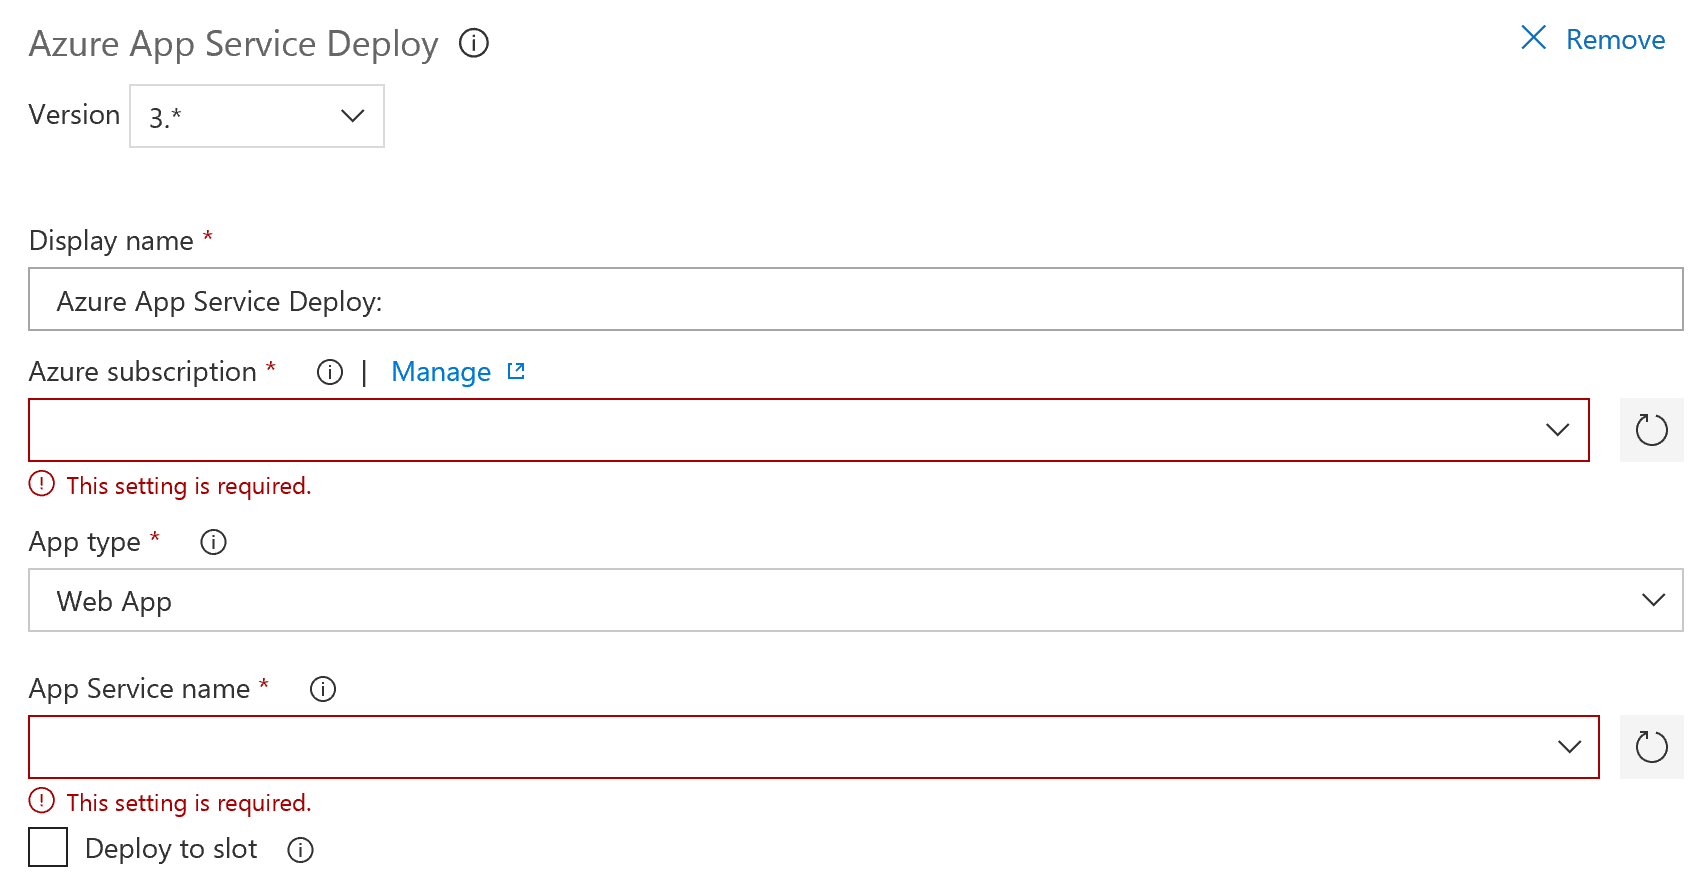 Azure App Service Deploy
Remove
Version 3.*
Display name *
Azure App Service Deploy:
Azure subscription * | Manage
This setting is required.
App type *
Web App
App Service name *
This setting is required.
Deploy to slot